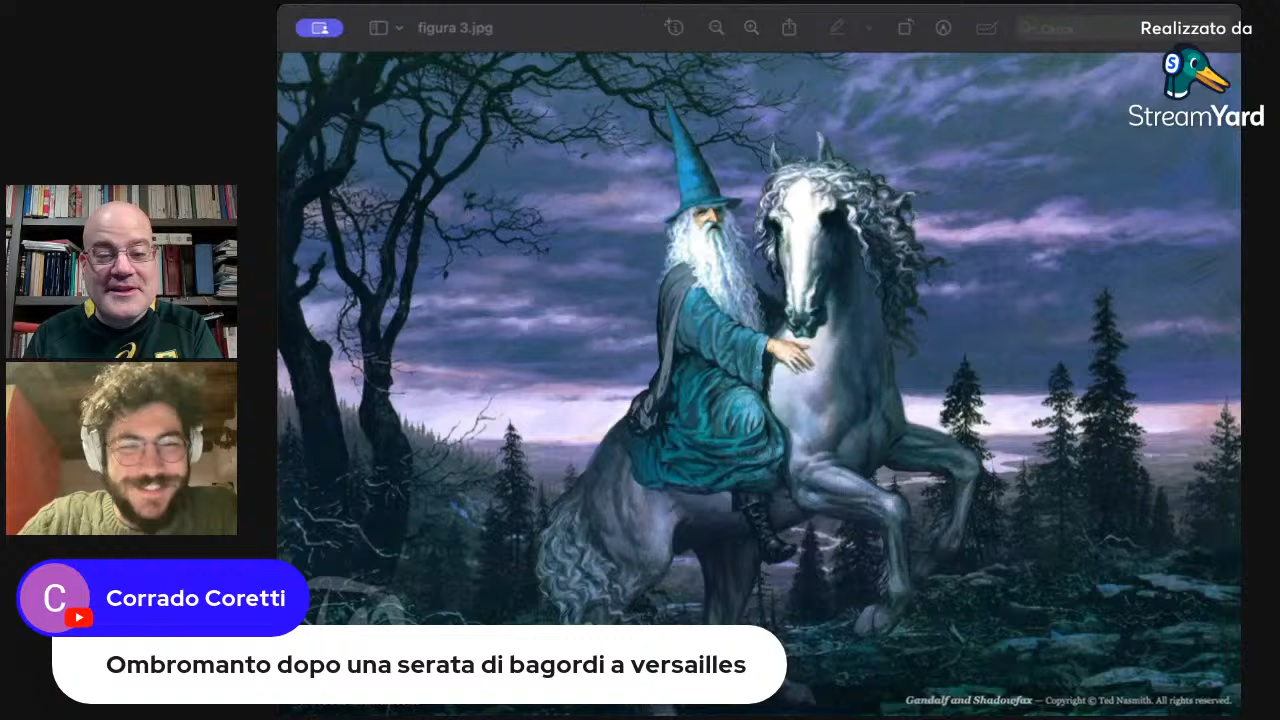 figura 3.jpg
Cerca
Realizzato da
S
StreamYard
C
Corrado Coretti
Ombromanto dopo una serata di bagordi a versailles
Gandalf and Shadowfax — Copyright © Ted Nasmith. All rights reserved.